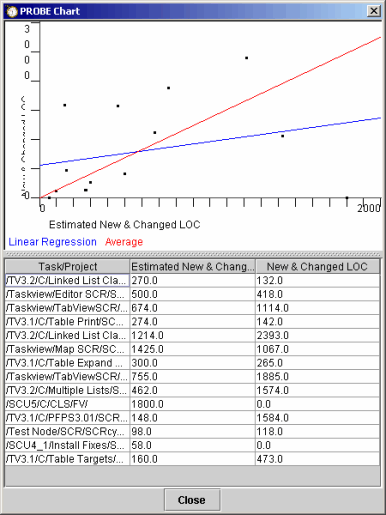 PROBE Chart
3
0
0
0
0
2000
Estimated New & Changed LOC
Linear Regression Average
Task/Project Estimated New & Chang... New & Changed LOC
/TV3.2/C/Linked List Cla... 270.0 132.0
/Taskview/Editor SCR/S... 500.0 418.0
/Taskview/TabViewSCR/... 674.0 1114.0
/TV3.1/C/Table Print/SC... 274.0 142.0
/TV3.2/C/Linked List Cla... 1214.0 2393.0
/Taskview/Map SCR/SC... 1425.0 1067.0
/TV3.1/C/Table Expand ... 300.0 265.0
/Taskview/TabViewSCR/... 755.0 1885.0
/TV3.2/C/Multiple Lists/S... 462.0 1574.0
/SCU5/C/CLS/FV/ 1800.0 0.0
/TV3.1/C/PFPS3.01/SCR... 148.0 1584.0
/Test Node/SCR/SCRcy... 98.0 118.0
/SCU4_1/Install Fixes/S... 58.0 0.0
/TV3.1/C/Table Targets/... 160.0 473.0
Close